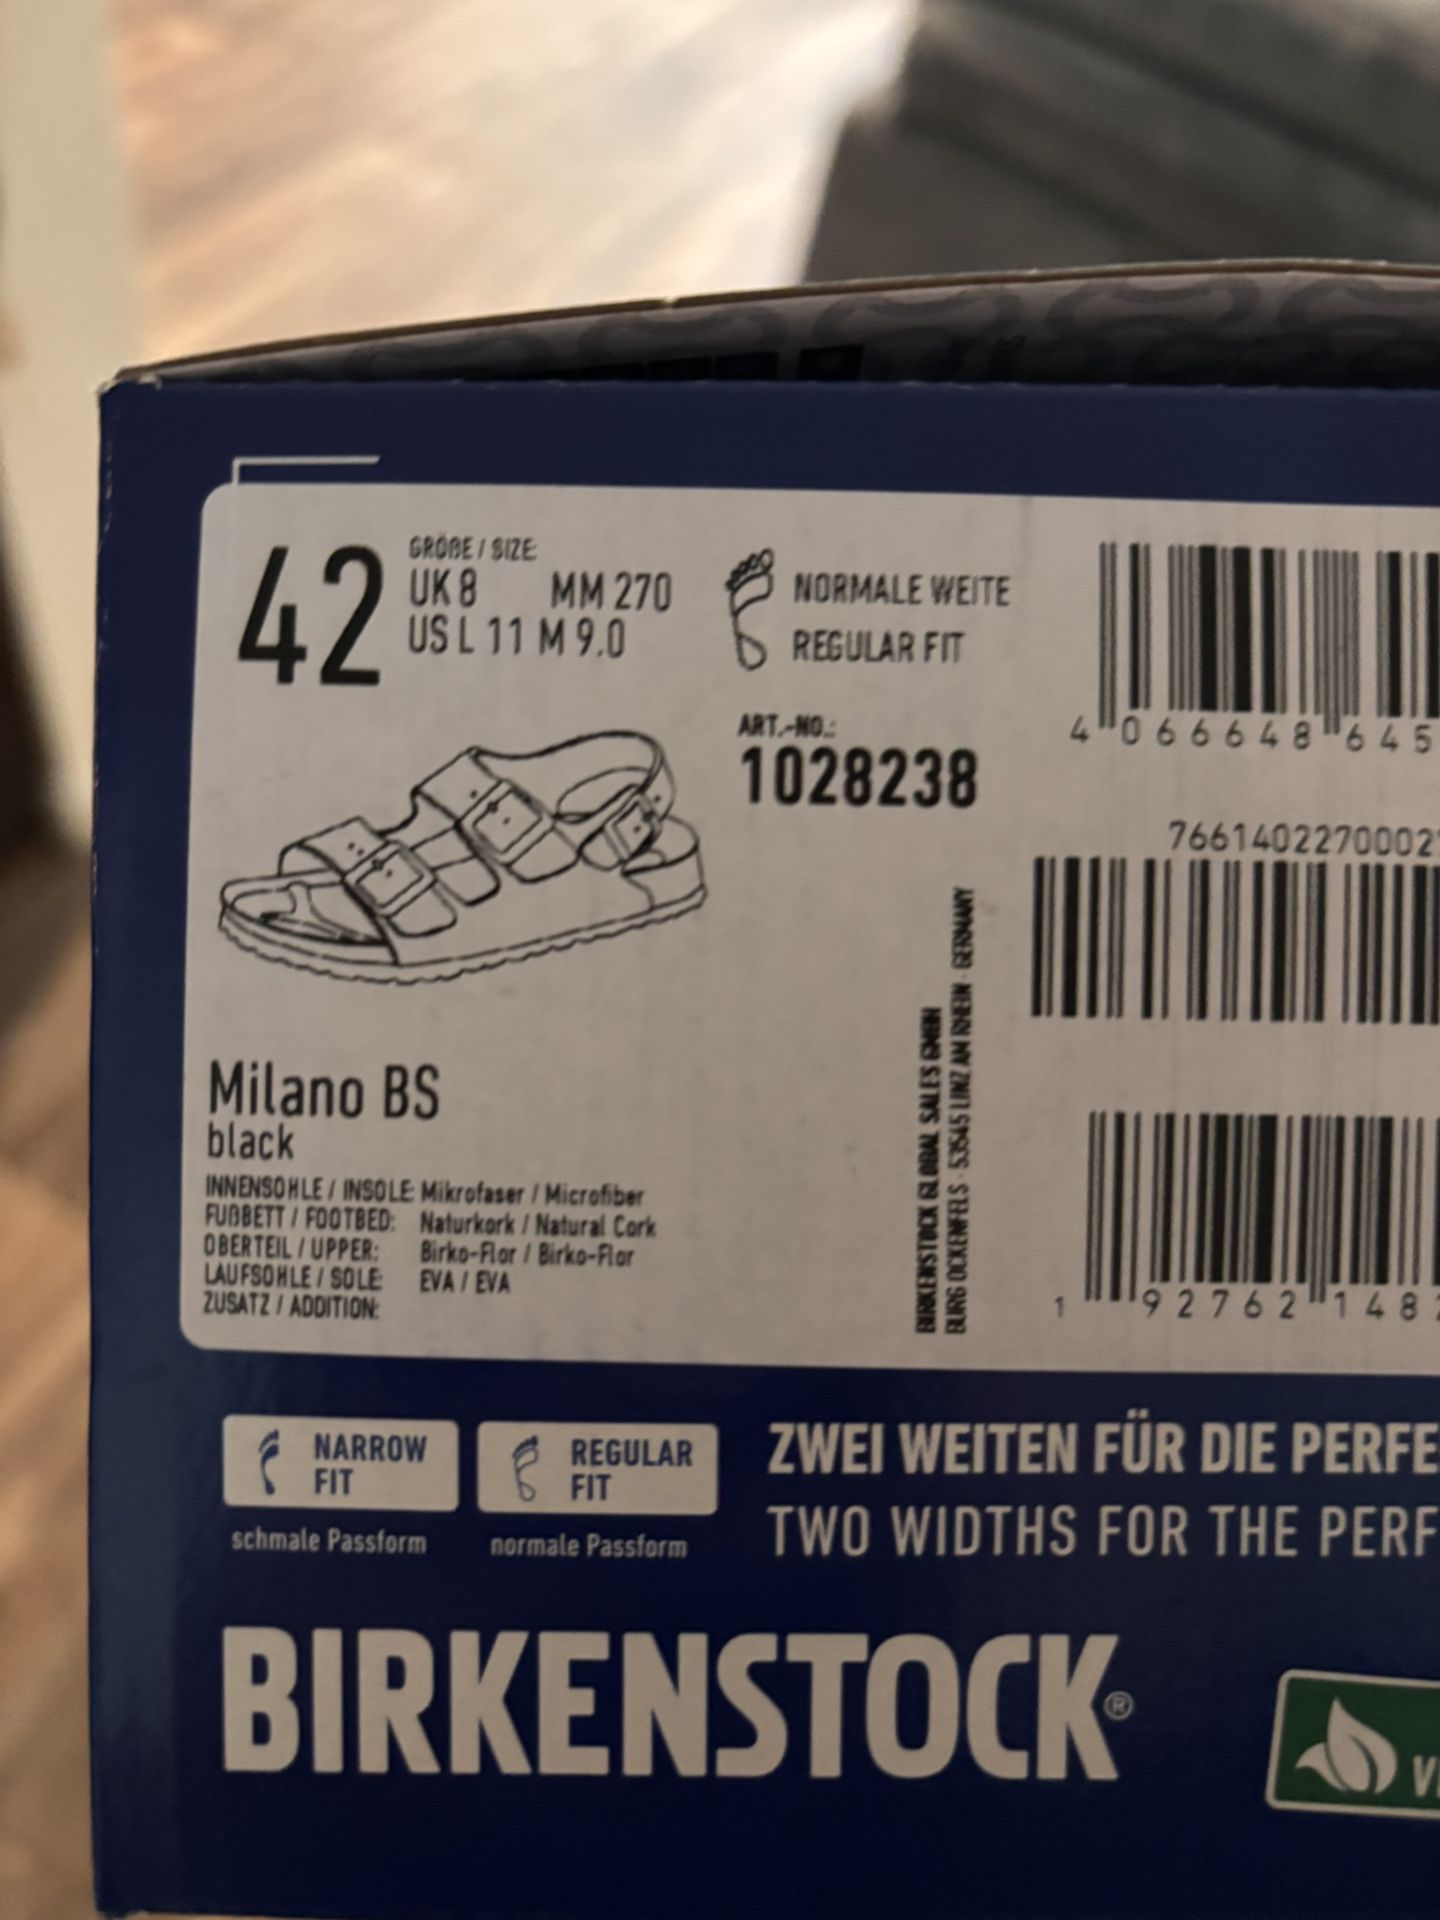 42
GRÖßE / SIZE:
UK 8 MM 270
US L 11 M 9.0
NORMALE WEITE
REGULAR FIT
ART.-NO.:
1028238
4 066648 645
7661402270002
Milano BS
black
INNENSOHLE / INSOLE: Mikrofaser / Microfiber
FUßBETT / FOOTBED: Naturkork / Natural Cork
OBERTEIL / UPPER: Birko-Flor / Birko-Flor
LAUFSOHLE / SOLE: EVA / EVA
ZUSATZ / ADDITION:
BIRKENSTOCK GLOBAL SALES GMBH
BURG OCKENFELS · 53545 LINZ AM RHEIN · GERMANY
1 92762 148
NARROW
FIT
schmale Passform
REGULAR
FIT
normale Passform
ZWEI WEITEN FÜR DIE PERFE
TWO WIDTHS FOR THE PERF
BIRKENSTOCK®